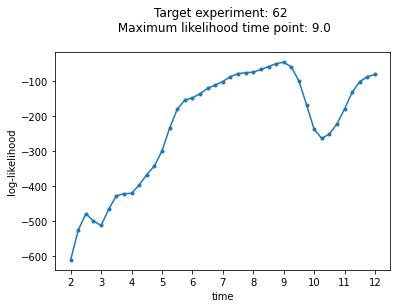 Target experiment: 62
Maximum likelihood time point: 9.0
−100
−200
−300
−400
−500
−600
log-likelihood
2 3 4 5 6 7 8 9 10 11 12
time